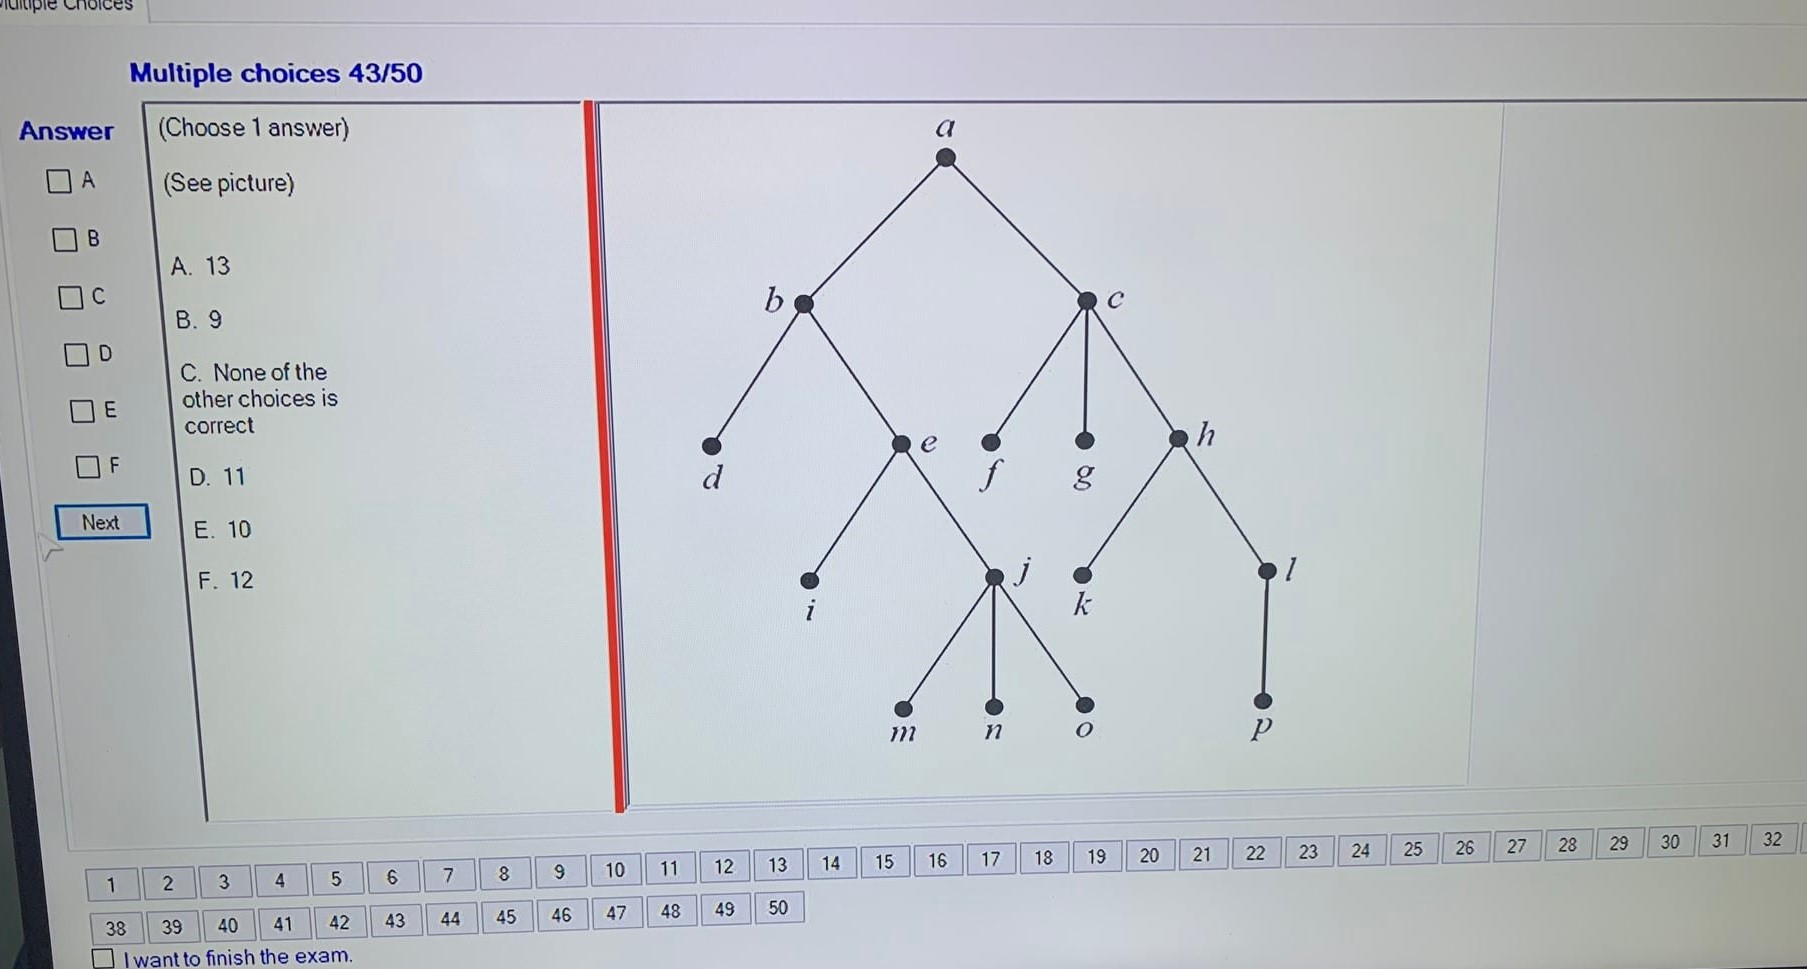 Multiple Choices
Multiple choices 43/50
Answer
A
B
C
D
E
F
Next
(Choose 1 answer)
(See picture)
A. 13
B. 9
C. None of the
other choices is
correct
D. 11
E. 10
F. 12
a
b
c
d
e
f
g
h
i
j
k
l
m
n
o
p
1 2 3 4 5 6 7 8 9 10 11 12 13 14 15 16 17 18 19 20 21 22 23 24 25 26 27 28 29 30 31 32
38 39 40 41 42 43 44 45 46 47 48 49 50
I want to finish the exam.